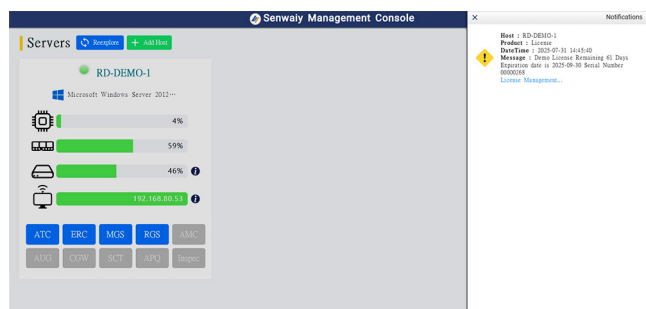 Senwaiy Management Console
× Notifications
Servers Reexplore + Add Host
RD-DEMO-1
Microsoft Windows Server 2012...
4%
59%
46%
192.168.80.53
ATC ERC MGS RGS AMC
AUG CGW SCT APQ Inspec
Host : RD-DEMO-1
Product : License
DateTime : 2025-07-31 14:45:40
Message : Demo License Remaining 61 Days
Expiration date is 2025-09-30 Serial Number
00000268
License Management...